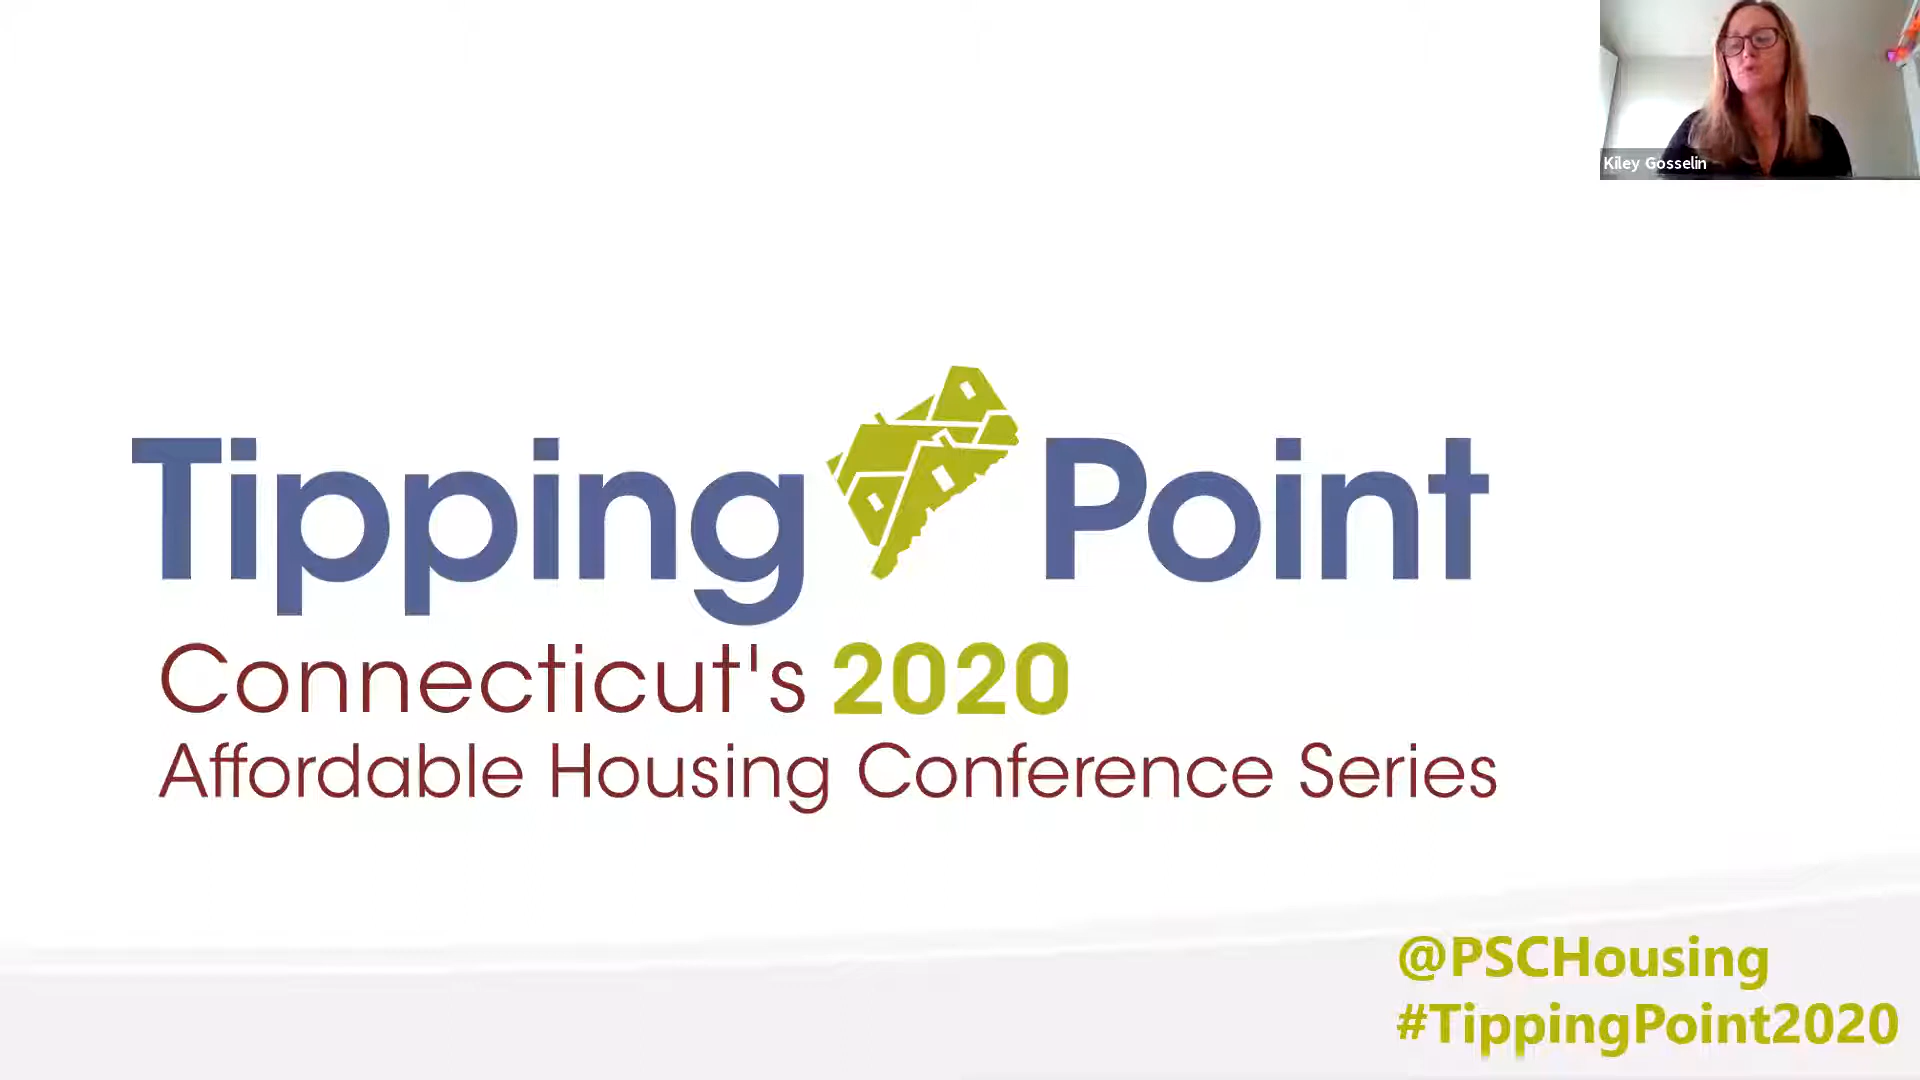 Kiley Gosselin
Tipping Point
Connecticut's 2020
Affordable Housing Conference Series
@PSCHousing
#TippingPoint2020